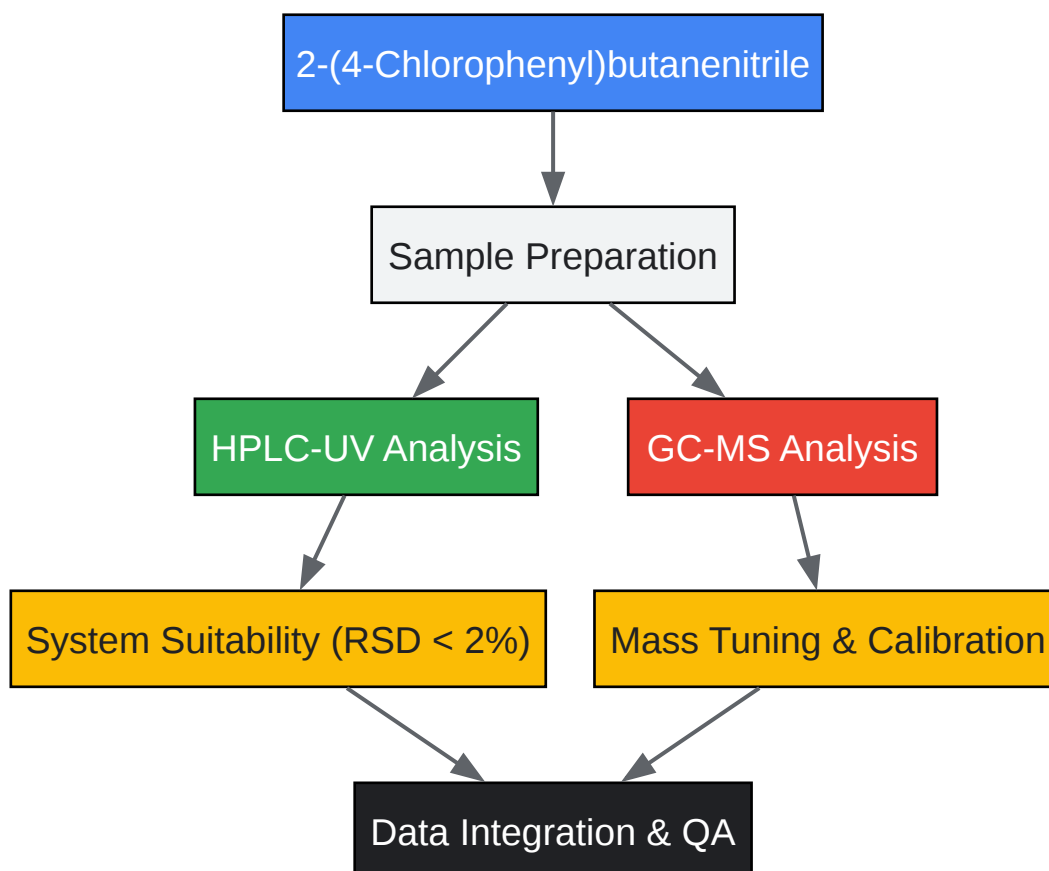 2-(4-Chlorophenyl)butanenitrile
Sample Preparation
HPLC-UV Analysis
GC-MS Analysis
System Suitability (RSD < 2%)
Mass Tuning & Calibration
Data Integration & QA